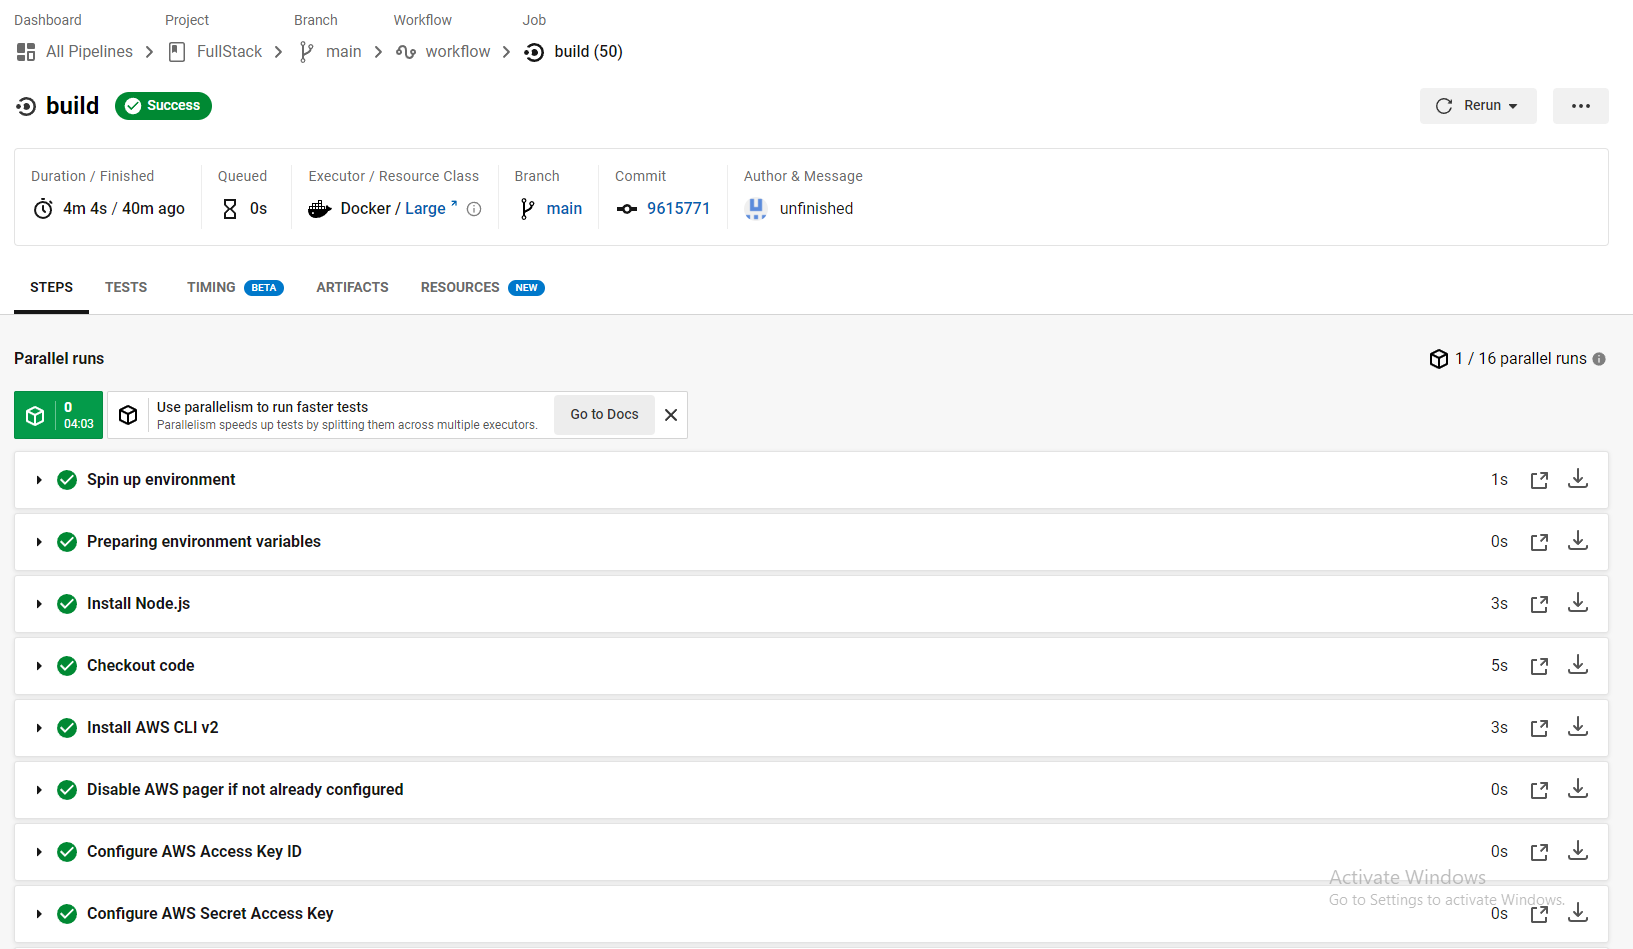 Dashboard Project Branch Workflow Job
All Pipelines FullStack main workflow build (50)
build Success Rerun
Duration / Finished Queued Executor / Resource Class Branch Commit Author & Message
4m 4s / 40m ago 0s Docker / Large main 9615771 unfinished
STEPS TESTS TIMING BETA ARTIFACTS RESOURCES NEW
Parallel runs 1 / 16 parallel runs
0
04:03
Use parallelism to run faster tests
Parallelism speeds up tests by splitting them across multiple executors.
Go to Docs
Spin up environment 1s
Preparing environment variables 0s
Install Node.js 3s
Checkout code 5s
Install AWS CLI v2 3s
Disable AWS pager if not already configured 0s
Configure AWS Access Key ID 0s
Configure AWS Secret Access Key 0s
Activate Windows
Go to Settings to activate Windows.